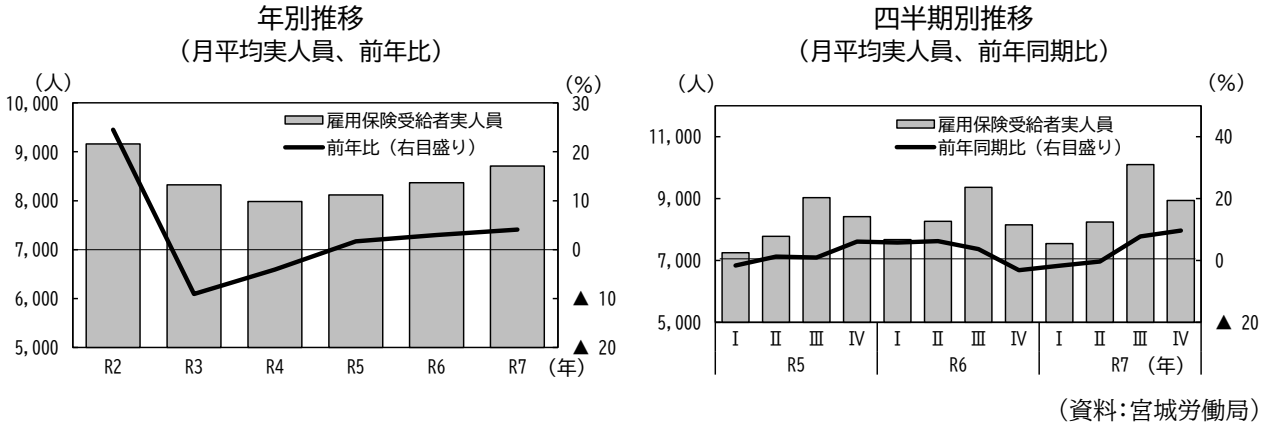 年別推移
（月平均実人員、前年比）
（人）
（%）
10,000
9,000
8,000
7,000
6,000
5,000
30
20
10
0
▲ 10
▲ 20
雇用保険受給者実人員
前年比（右目盛り）
R2 R3 R4 R5 R6 R7 （年）
四半期別推移
（月平均実人員、前年同期比）
（人）
（%）
11,000
9,000
7,000
5,000
40
20
0
▲ 20
雇用保険受給者実人員
前年同期比（右目盛り）
Ⅰ Ⅱ Ⅲ Ⅳ Ⅰ Ⅱ Ⅲ Ⅳ Ⅰ Ⅱ Ⅲ Ⅳ
R5 R6 R7 （年）
（資料：宮城労働局）